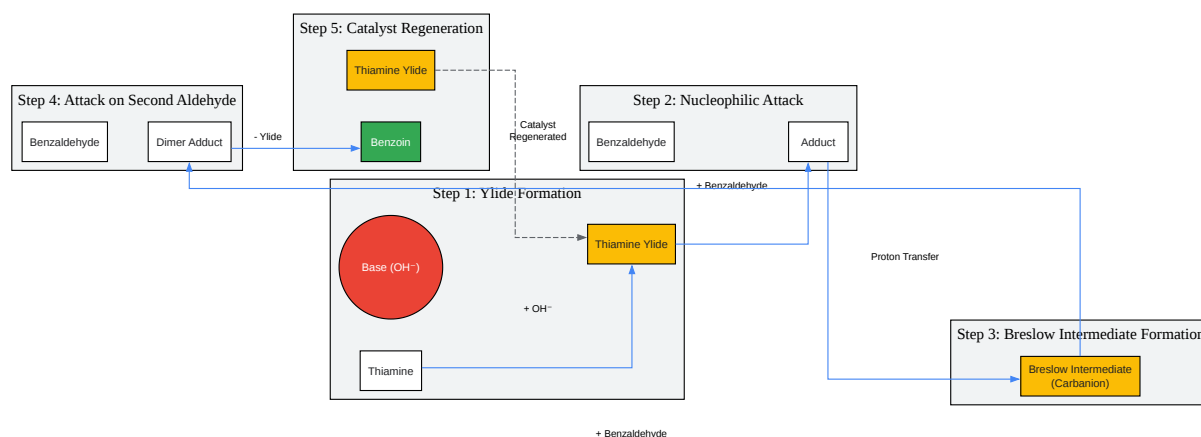 Step 5: Catalyst Regeneration
Thiamine Ylide
Benzoin
Step 4: Attack on Second Aldehyde
Benzaldehyde
Dimer Adduct
- Ylide
Catalyst
Regenerated
Step 2: Nucleophilic Attack
Benzaldehyde
Adduct
+ Benzaldehyde
Step 1: Ylide Formation
Base (OH⁻)
Thiamine Ylide
+ OH⁻
Thiamine
Proton Transfer
Step 3: Breslow Intermediate Formation
Breslow Intermediate
(Carbanion)
+ Benzaldehyde